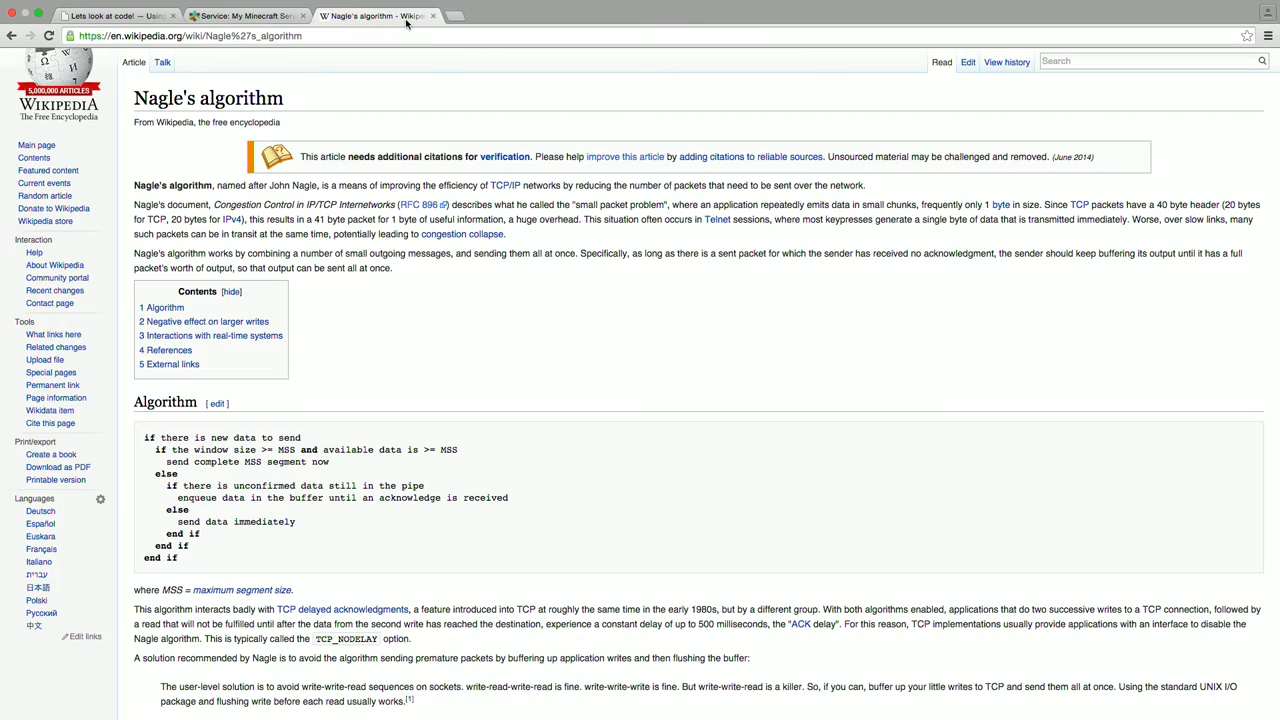 Lets look at code! — Using
Service: My Minecraft Serv
Nagle's algorithm - Wikipe
https://en.wikipedia.org/wiki/Nagle%27s_algorithm
5,000,000 ARTICLES
WIKIPEDIA
The Free Encyclopedia
Main page
Contents
Featured content
Current events
Random article
Donate to Wikipedia
Wikipedia store
Interaction
Help
About Wikipedia
Community portal
Recent changes
Contact page
Tools
What links here
Related changes
Upload file
Special pages
Permanent link
Page information
Wikidata item
Cite this page
Print/export
Create a book
Download as PDF
Printable version
Languages
Deutsch
Español
Euskara
Français
Italiano
עברית
日本語
Polski
Русский
中文
Edit links
Article Talk
Read Edit View history
Search
Nagle's algorithm
From Wikipedia, the free encyclopedia
This article needs additional citations for verification. Please help improve this article by adding citations to reliable sources. Unsourced material may be challenged and removed. (June 2014)
Nagle's algorithm, named after John Nagle, is a means of improving the efficiency of TCP/IP networks by reducing the number of packets that need to be sent over the network.
Nagle's document, Congestion Control in IP/TCP Internetworks (RFC 896) describes what he called the "small packet problem", where an application repeatedly emits data in small chunks, frequently only 1 byte in size. Since TCP packets have a 40 byte header (20 bytes
for TCP, 20 bytes for IPv4), this results in a 41 byte packet for 1 byte of useful information, a huge overhead. This situation often occurs in Telnet sessions, where most keypresses generate a single byte of data that is transmitted immediately. Worse, over slow links, many
such packets can be in transit at the same time, potentially leading to congestion collapse.
Nagle's algorithm works by combining a number of small outgoing messages, and sending them all at once. Specifically, as long as there is a sent packet for which the sender has received no acknowledgment, the sender should keep buffering its output until it has a full
packet's worth of output, so that output can be sent all at once.
Contents [hide]
1 Algorithm
2 Negative effect on larger writes
3 Interactions with real-time systems
4 References
5 External links
Algorithm [ edit ]
if there is new data to send
if the window size >= MSS and available data is >= MSS
send complete MSS segment now
else
if there is unconfirmed data still in the pipe
enqueue data in the buffer until an acknowledge is received
else
send data immediately
end if
end if
end if
where MSS = maximum segment size.
This algorithm interacts badly with TCP delayed acknowledgments, a feature introduced into TCP at roughly the same time in the early 1980s, but by a different group. With both algorithms enabled, applications that do two successive writes to a TCP connection, followed by
a read that will not be fulfilled until after the data from the second write has reached the destination, experience a constant delay of up to 500 milliseconds, the "ACK delay". For this reason, TCP implementations usually provide applications with an interface to disable the
Nagle algorithm. This is typically called the TCP_NODELAY option.
A solution recommended by Nagle is to avoid the algorithm sending premature packets by buffering up application writes and then flushing the buffer:
The user-level solution is to avoid write-write-read sequences on sockets. write-read-write-read is fine. write-write-write is fine. But write-write-read is a killer. So, if you can, buffer up your little writes to TCP and send them all at once. Using the standard UNIX I/O
package and flushing write before each read usually works.[1]